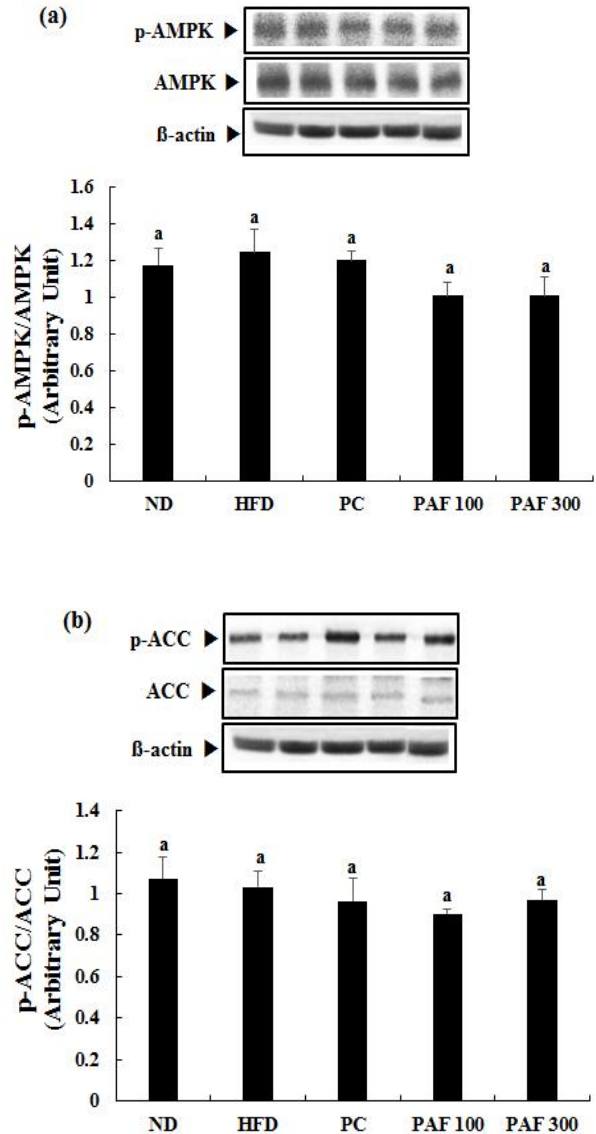 (a)
p-AMPK ▶
AMPK ▶
ß-actin ▶
p-AMPK/AMPK
(Arbitrary Unit)
1.6
1.4
1.2
1
0.8
0.6
0.4
0.2
0
a
a
a
a
a
ND
HFD
PC
PAF 100
PAF 300
(b)
p-ACC ▶
ACC ▶
ß-actin ▶
p-ACC/ACC
(Arbitrary Unit)
1.4
1.2
1
0.8
0.6
0.4
0.2
0
a
a
a
a
a
ND
HFD
PC
PAF 100
PAF 300